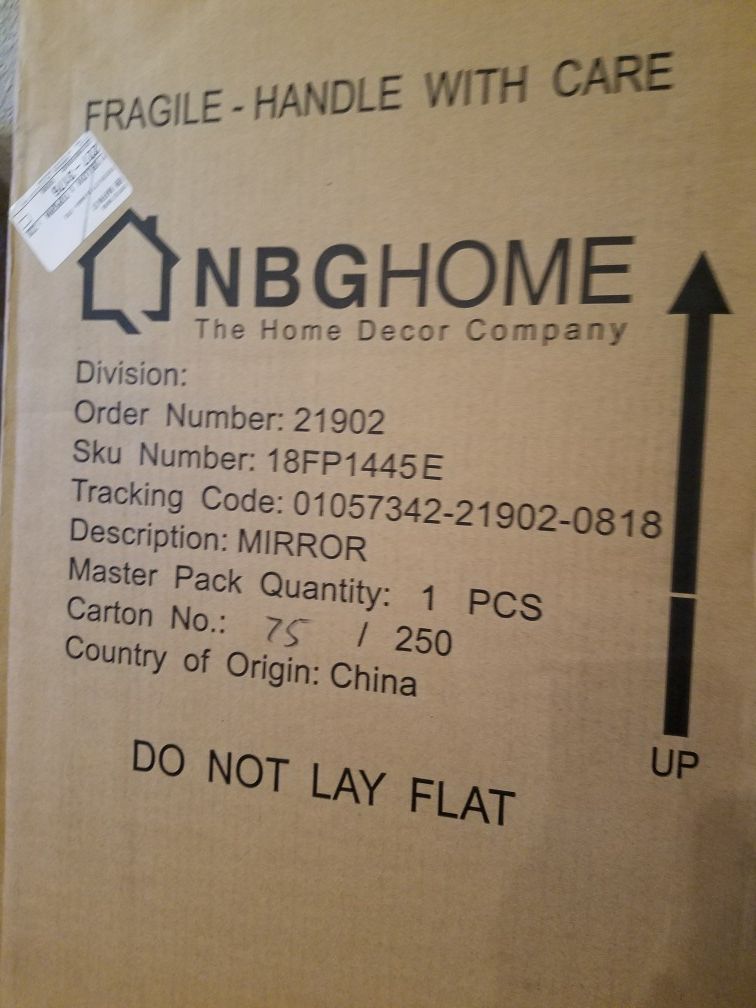 FRAGILE - HANDLE WITH CARE
NBGHOME
The Home Decor Company
Division:
Order Number: 21902
Sku Number: 18FP1445E
Tracking Code: 01057342-21902-0818
Description: MIRROR
Master Pack Quantity: 1 PCS
Carton No.: 75 / 250
Country of Origin: China
UP
DO NOT LAY FLAT